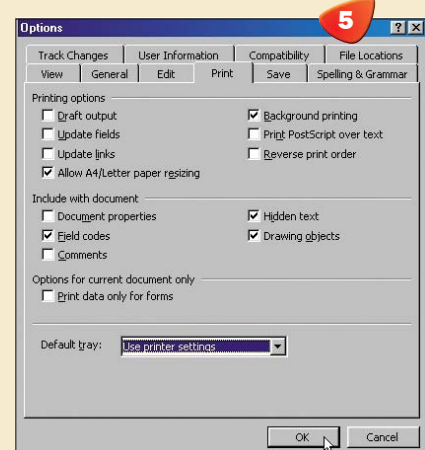 5
Options
Track Changes User Information Compatibility File Locations
View General Edit Print Save Spelling & Grammar
Printing options
Draft output Background printing
Update fields Print PostScript over text
Update links Reverse print order
Allow A4/Letter paper resizing
Include with document
Document properties Hidden text
Field codes Drawing objects
Comments
Options for current document only
Print data only for forms
Default tray: Use printer settings
OK Cancel